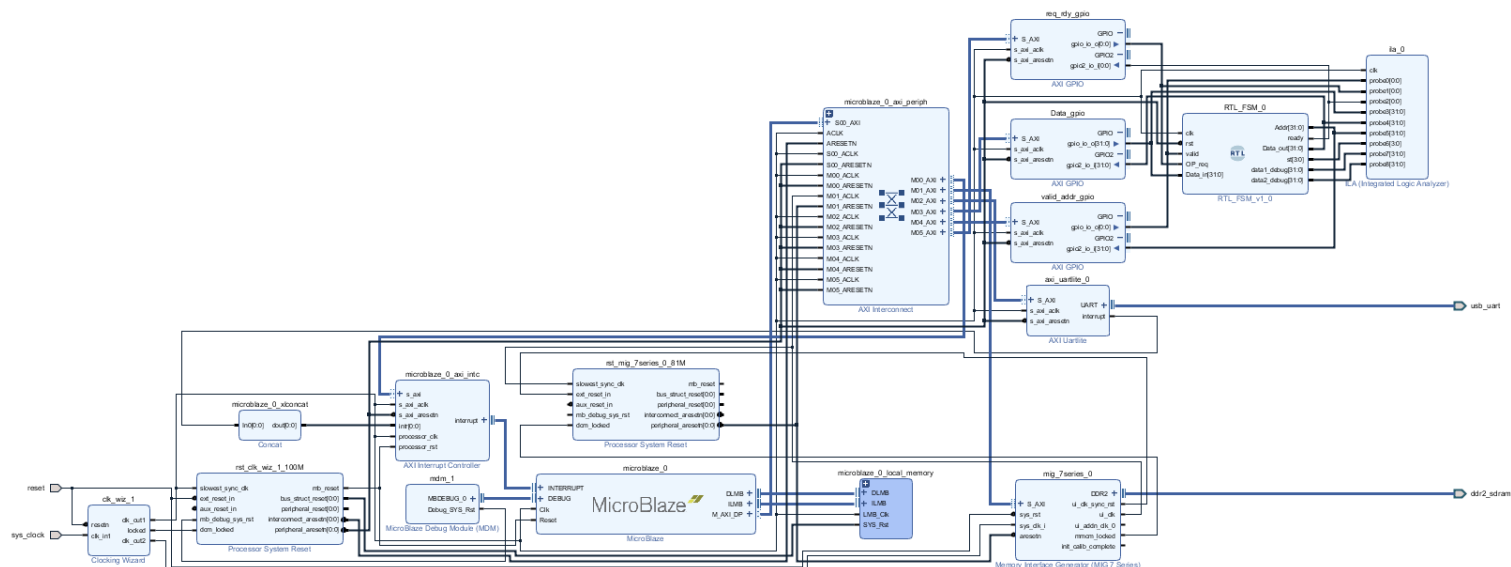 req_rdy_gpio
S_AXI
s_axi_aclk
s_axi_aresetn
GPIO
gpio_io_o[0:0]
GPIO2
gpio2_io_i[0:0]
AXI GPIO
ila_0
clk
probe0[0:0]
probe1[0:0]
probe2[0:0]
probe3[31:0]
probe4[31:0]
probe5[31:0]
probe6[3:0]
probe7[31:0]
probe8[31:0]
ILA (Integrated Logic Analyzer)
microblaze_0_axi_periph
S00_AXI
ACLK
ARESETN
S00_ACLK
S00_ARESETN
M00_ACLK
M00_ARESETN
M01_ACLK
M01_ARESETN
M02_ACLK
M02_ARESETN
M03_ACLK
M03_ARESETN
M04_ACLK
M04_ARESETN
M05_ACLK
M05_ARESETN
M00_AXI
M01_AXI
M02_AXI
M03_AXI
M04_AXI
M05_AXI
AXI Interconnect
Data_gpio
S_AXI
s_axi_aclk
s_axi_aresetn
GPIO
gpio_io_o[31:0]
GPIO2
gpio2_io_i[31:0]
AXI GPIO
RTL_FSM_0
clk
rst
valid
OP_req
Data_in[31:0]
RTL
Addr[31:0]
ready
Data_out[31:0]
st[3:0]
data1_debug[31:0]
data2_debug[31:0]
RTL_FSM_v1_0
valid_addr_gpio
S_AXI
s_axi_aclk
s_axi_aresetn
GPIO
gpio_io_o[0:0]
GPIO2
gpio2_io_i[31:0]
AXI GPIO
axi_uartlite_0
S_AXI
s_axi_aclk
s_axi_aresetn
UART
interrupt
AXI Uartlite
usb_uart
microblaze_0_axi_intc
s_axi
s_axi_aclk
s_axi_aresetn
intr[0:0]
processor_clk
processor_rst
interrupt
AXI Interrupt Controller
rst_mig_7series_0_81M
slowest_sync_clk
ext_reset_in
aux_reset_in
mb_debug_sys_rst
dcm_locked
mb_reset
bus_struct_reset[0:0]
peripheral_reset[0:0]
interconnect_aresetn[0:0]
peripheral_aresetn[0:0]
Processor System Reset
microblaze_0_xlconcat
In0[0:0]
dout[0:0]
Concat
rst_clk_wiz_1_100M
slowest_sync_clk
ext_reset_in
aux_reset_in
mb_debug_sys_rst
dcm_locked
mb_reset
bus_struct_reset[0:0]
peripheral_reset[0:0]
interconnect_aresetn[0:0]
peripheral_aresetn[0:0]
Processor System Reset
mdm_1
MBDEBUG_0
Debug_SYS_Rst
MicroBlaze Debug Module (MDM)
microblaze_0
INTERRUPT
DEBUG
Clk
Reset
MicroBlaze
DLMB
ILMB
M_AXI_DP
MicroBlaze
microblaze_0_local_memory
DLMB
ILMB
LMB_Clk
SYS_Rst
mig_7series_0
S_AXI
sys_rst
sys_clk_i
aresetn
DDR2
ui_clk_sync_rst
ui_clk
ui_addn_clk_0
mmcm_locked
init_calib_complete
Memory Interface Generator (MIG 7 Series)
ddr2_sdram
reset
sys_clock
clk_wiz_1
resetn
clk_in1
clk_out1
locked
clk_out2
Clocking Wizard